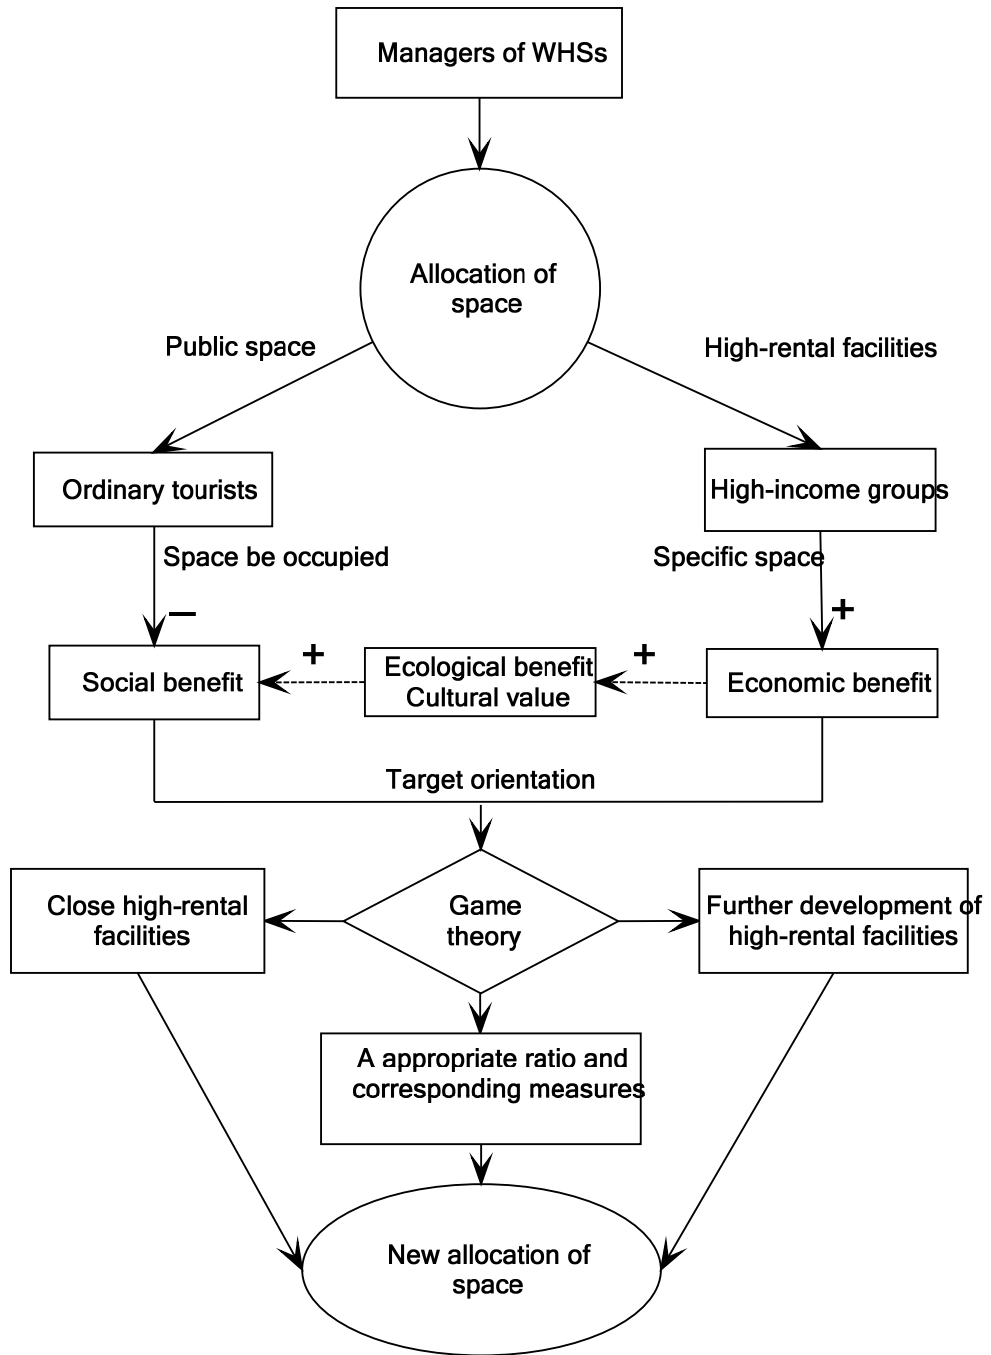 Managers of WHSs
Allocation of
space
Public space
High-rental facilities
Ordinary tourists
High-income groups
Space be occupied
Specific space
−
+
Social benefit
+
Ecological benefit
Cultural value
+
Economic benefit
Target orientation
Close high-rental
facilities
Game
theory
Further development of
high-rental facilities
A appropriate ratio and
corresponding measures
New allocation of
space